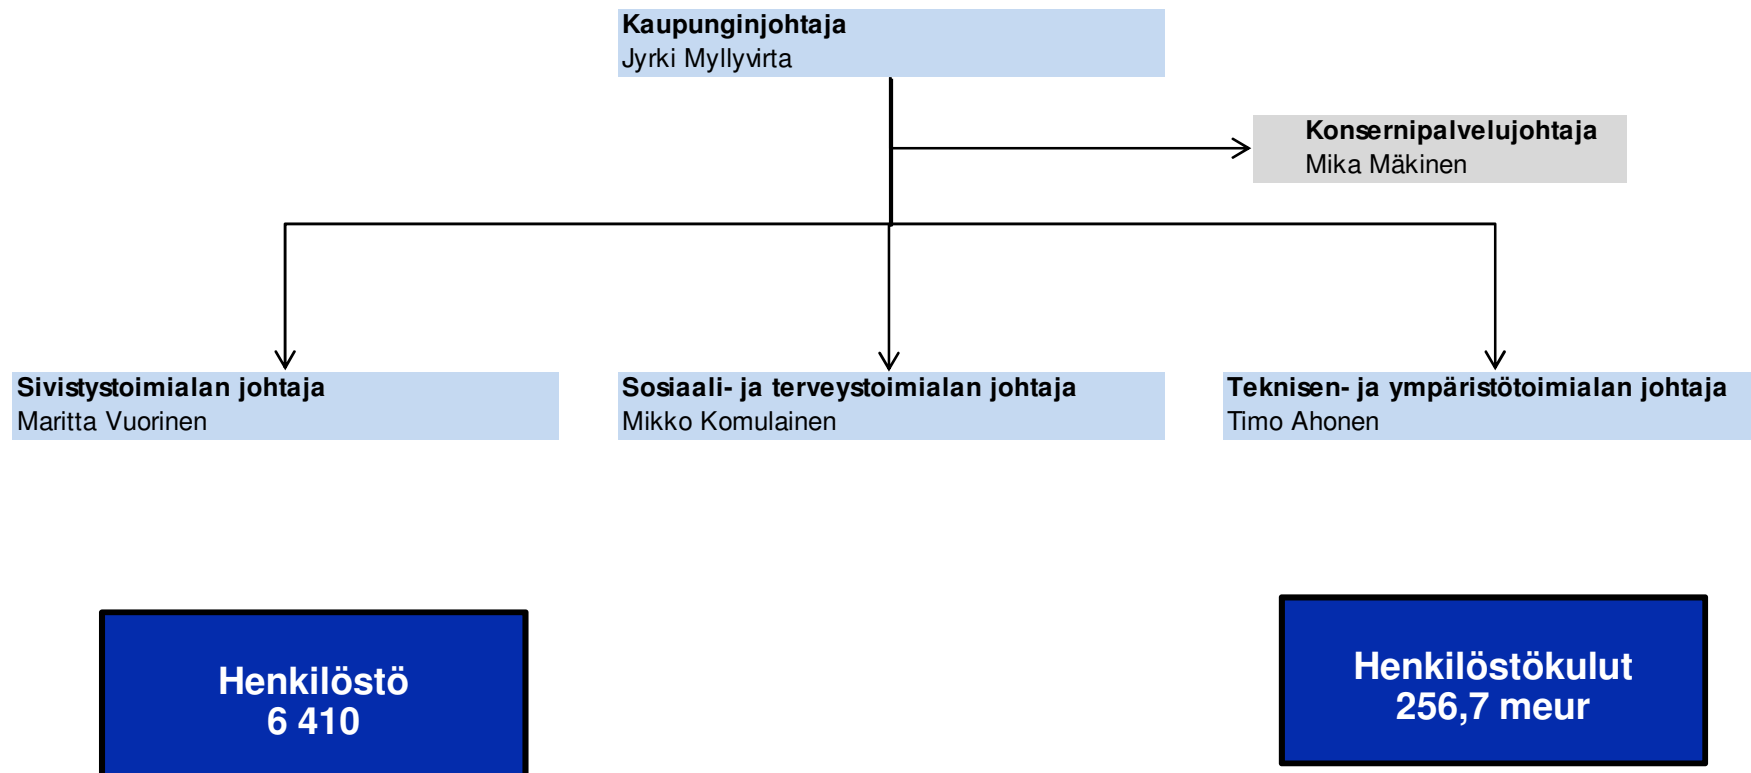 Kaupunginjohtaja
Jyrki Myllyvirta
Konsernipalvelujohtaja
Mika Mäkinen
Sivistystoimialan johtaja
Maritta Vuorinen
Sosiaali- ja terveystoimialan johtaja
Mikko Komulainen
Teknisen- ja ympäristötoimialan johtaja
Timo Ahonen
Henkilöstö
6 410
Henkilöstökulut
256,7 meur